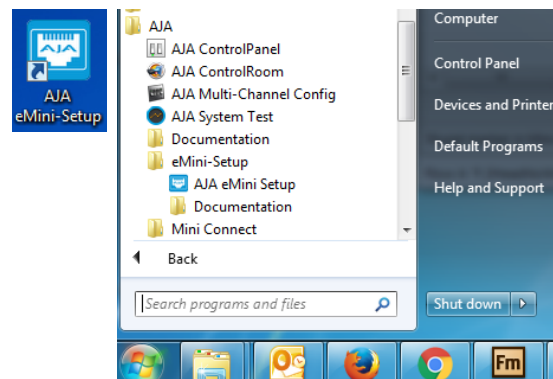 AJA
AJA
eMini-Setup
AJA
AJA ControlPanel
AJA ControlRoom
AJA Multi-Channel Config
AJA System Test
Documentation
eMini-Setup
AJA eMini Setup
Documentation
Mini Connect
Back
Search programs and files
Computer
Control Panel
Devices and Printer
Default Programs
Help and Support
Shut down
Fm